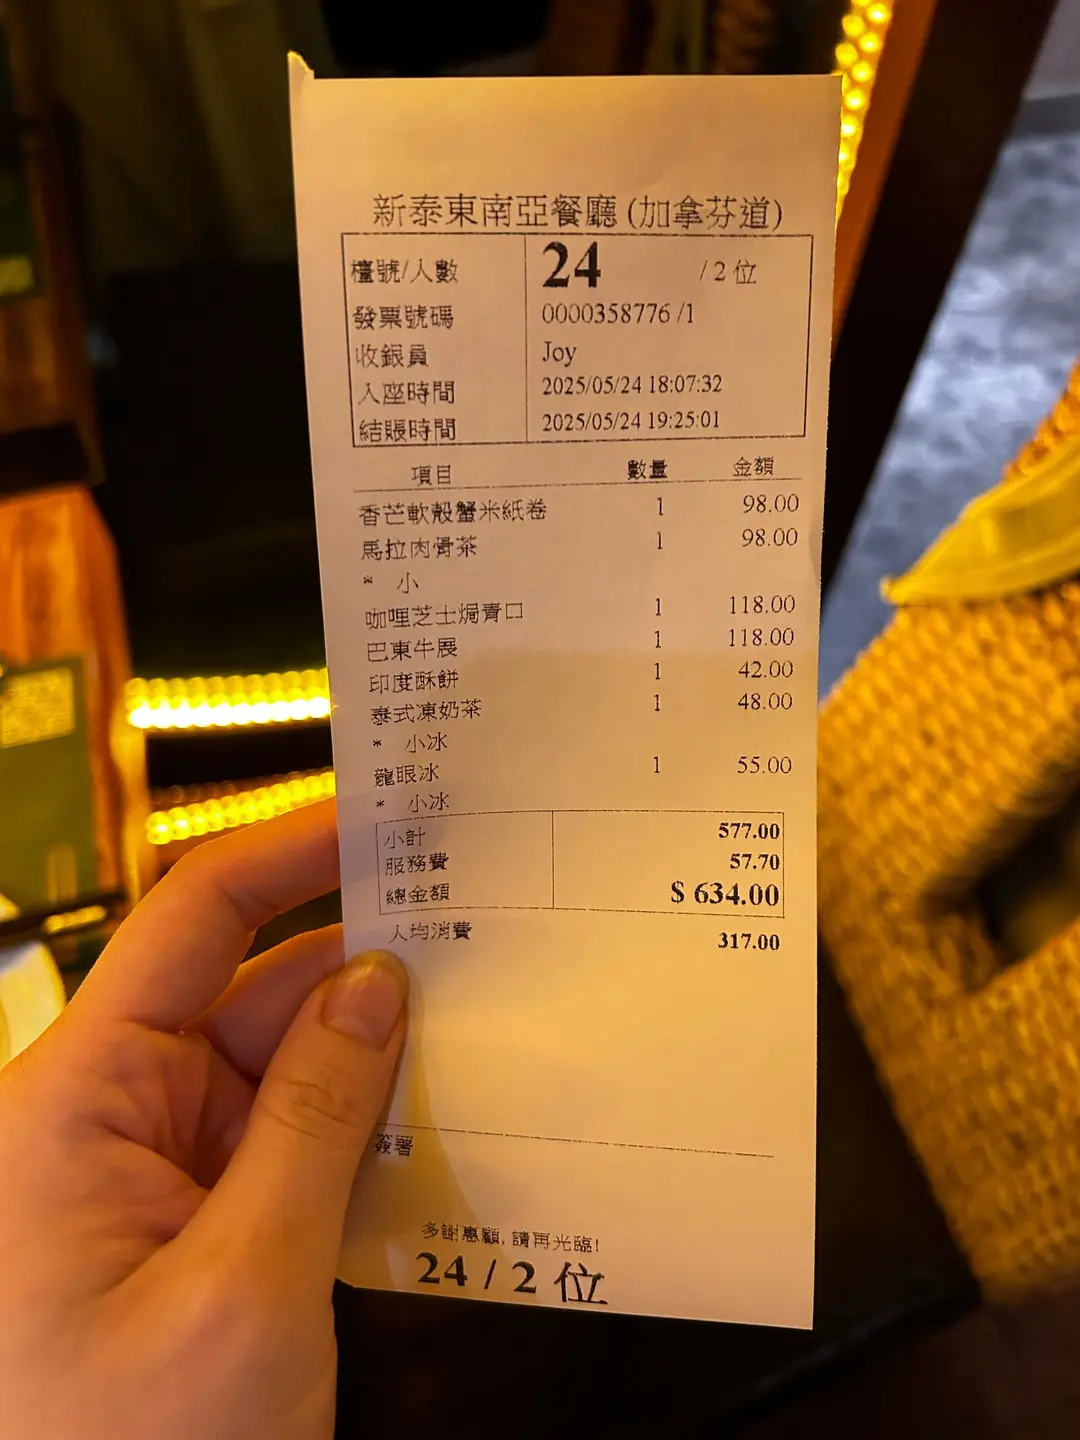 新泰東南亞餐廳 (加拿芬道)
檯號/人數 24 / 2 位
發票號碼 0000358776 /1
收銀員 Joy
入座時間 2025/05/24 18:07:32
結賬時間 2025/05/24 19:25:01
項目 數量 金額
香芒軟殼蟹米紙卷 1 98.00
馬拉肉骨茶 1 98.00
* 小
咖哩芝士焗青口 1 118.00
巴東牛展 1 118.00
印度酥餅 1 42.00
泰式凍奶茶 1 48.00
* 小冰
龍眼冰 1 55.00
* 小冰
小計 577.00
服務費 57.70
總金額 $ 634.00
人均消費 317.00
簽署
多謝惠顧, 請再光臨!
24 / 2 位